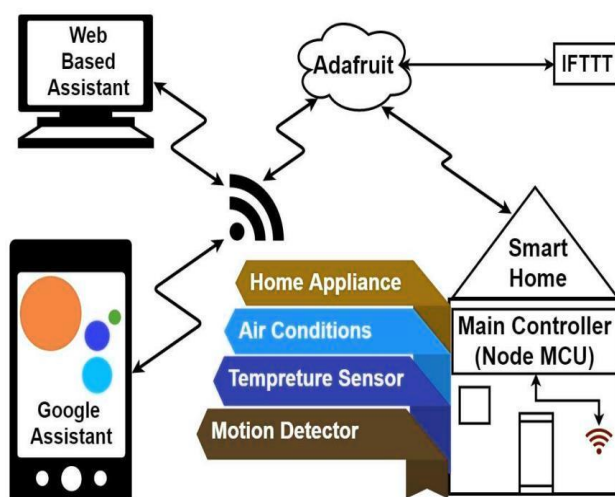 Web
Based
Assistant
Adafruit
IFTTT
Smart
Home
Home Appliance
Air Conditions
Tempreture Sensor
Motion Detector
Main Controller
(Node MCU)
Google
Assistant